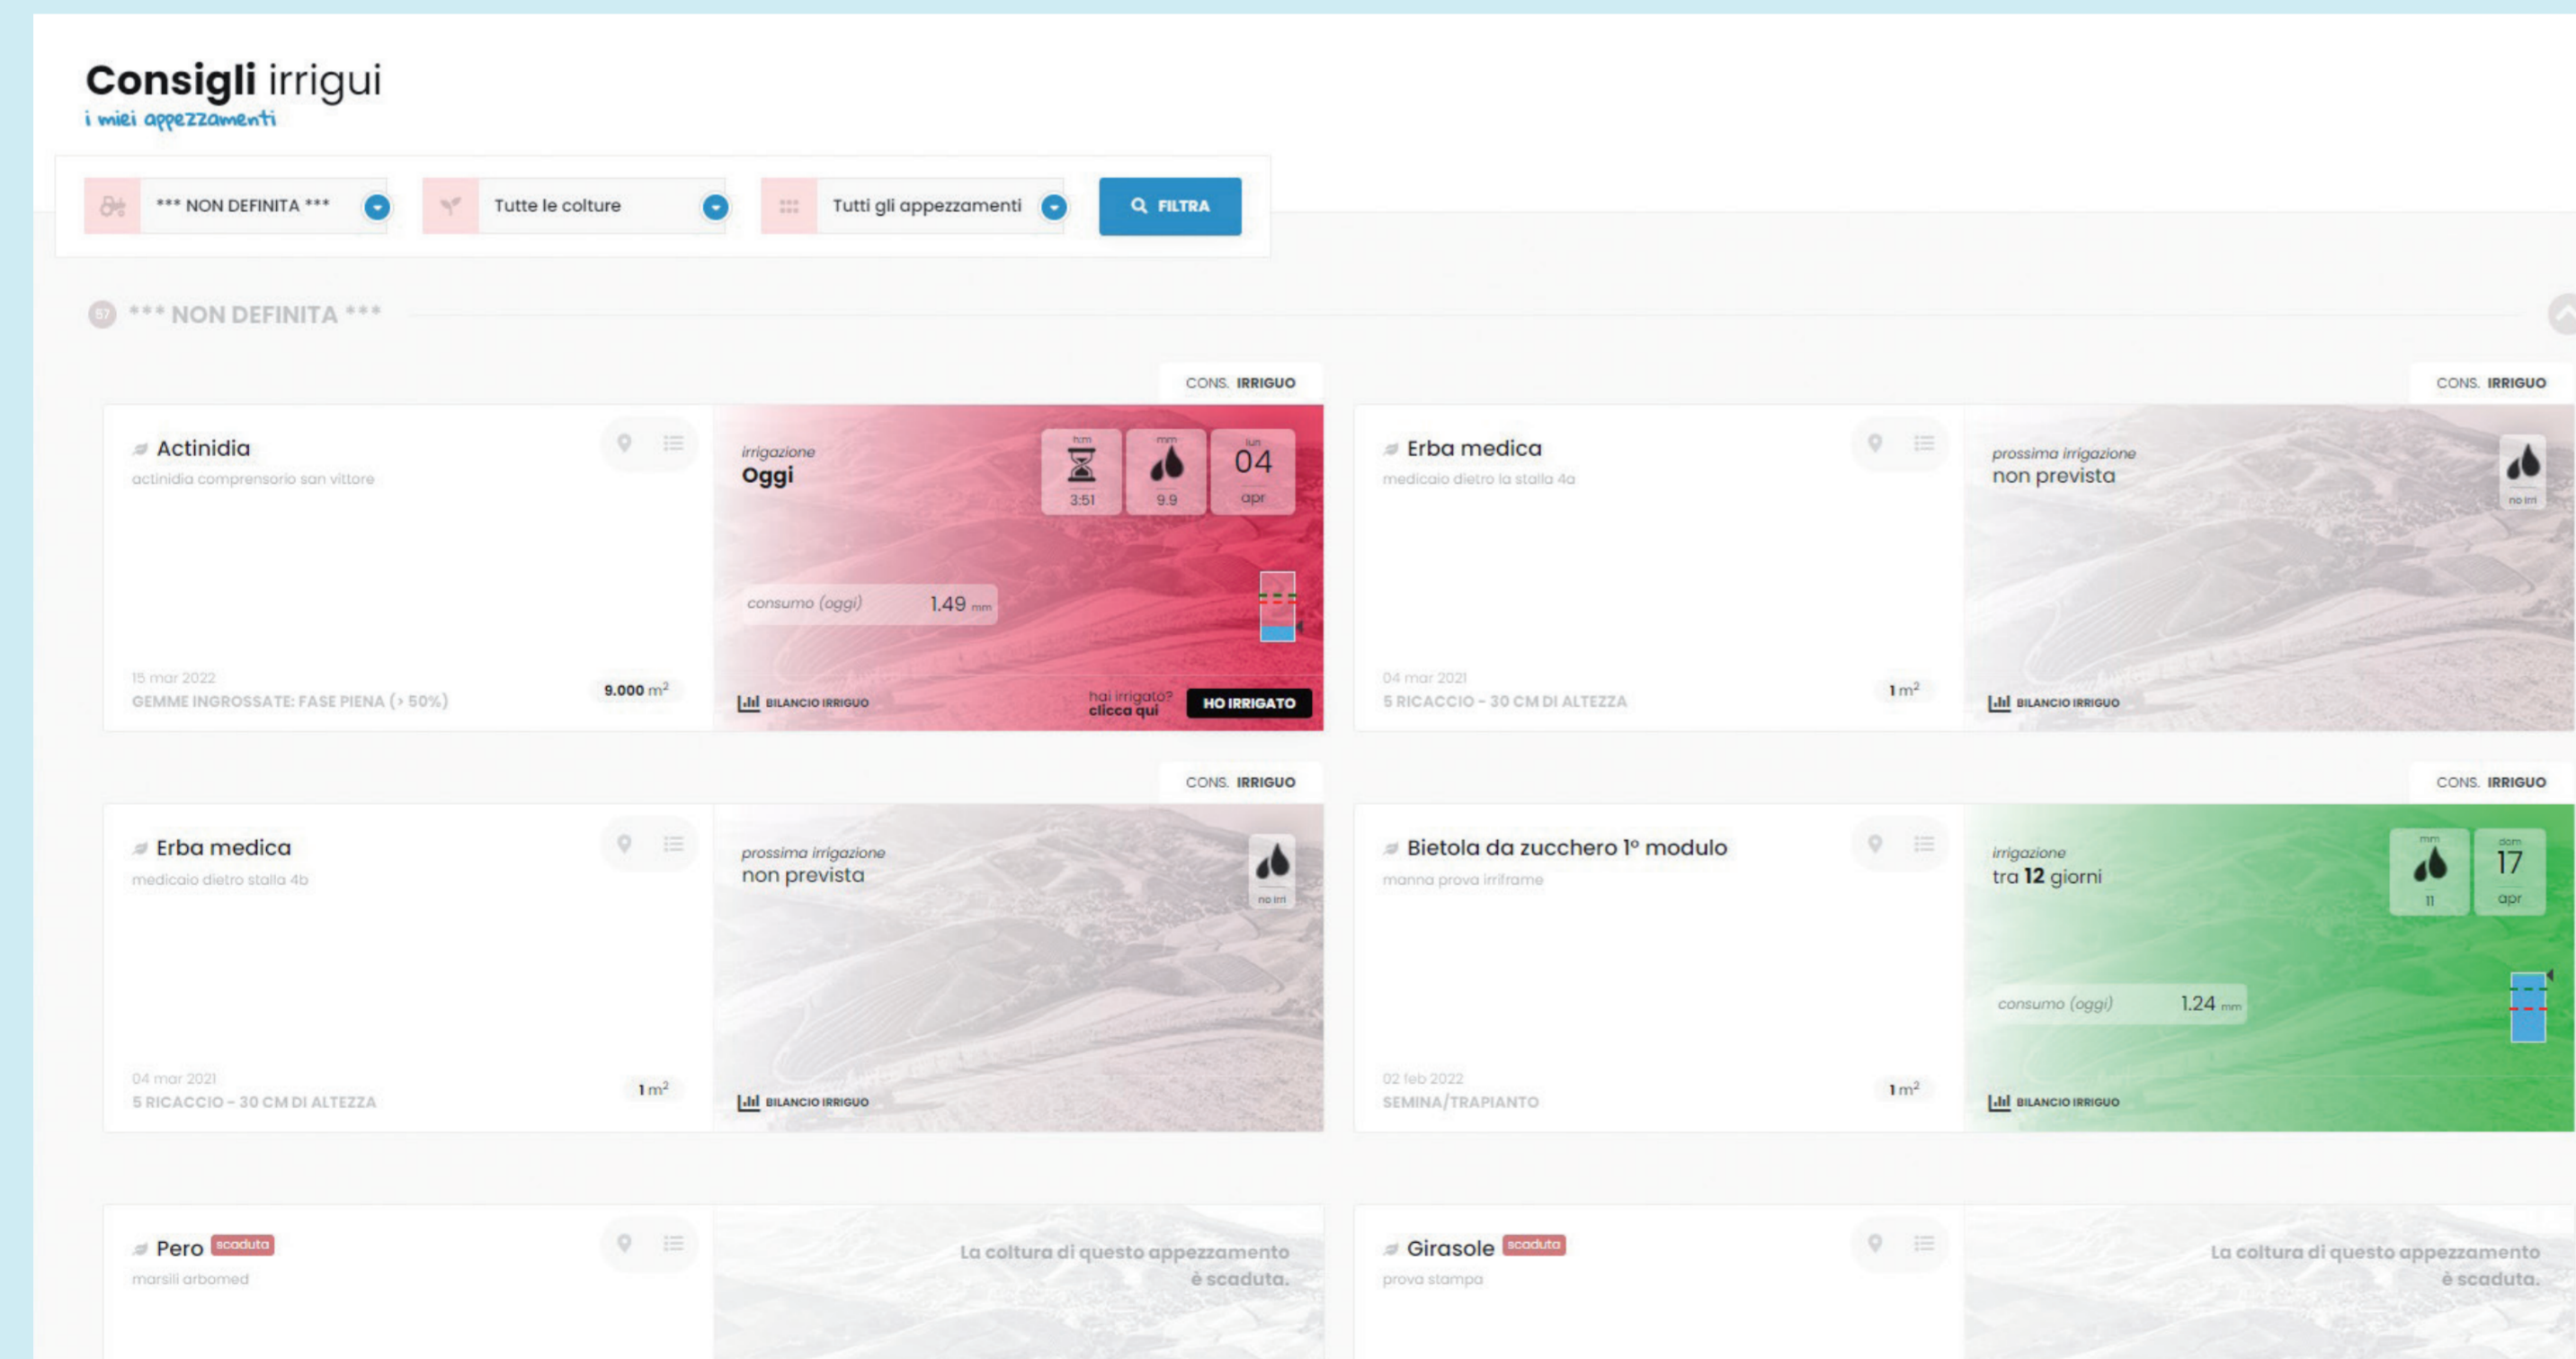 Consigli irrigui
i miei appezzamenti
*** NON DEFINITA ***
Tutte le colture
Tutti gli appezzamenti
FILTRA
57 *** NON DEFINITA ***
CONS. IRRIGUO
Actinidia
actinidia comprensorio san vittore
15 mar 2022
GEMME INGROSSATE: FASE PIENA (> 50%)
9.000 m²
irrigazione
Oggi
h:m
3:51
mm
9.9
lun
04
apr
consumo (oggi) 1.49 mm
BILANCIO IRRIGUO
hai irrigato?
clicca qui
HO IRRIGATO
CONS. IRRIGUO
Erba medica
medicaio dietro la stalla 4a
04 mar 2021
5 RICACCIO - 30 CM DI ALTEZZA
1 m²
prossima irrigazione
non prevista
no irri
BILANCIO IRRIGUO
CONS. IRRIGUO
Erba medica
medicaio dietro stalla 4b
04 mar 2021
5 RICACCIO - 30 CM DI ALTEZZA
1 m²
prossima irrigazione
non prevista
no irri
BILANCIO IRRIGUO
CONS. IRRIGUO
Bietola da zucchero 1º modulo
manna prova irriframe
02 feb 2022
SEMINA/TRAPIANTO
1 m²
irrigazione
tra 12 giorni
mm
11
dom
17
apr
consumo (oggi) 1.24 mm
BILANCIO IRRIGUO
Pero scaduta
marsili arbomed
La coltura di questo appezzamento
è scaduta.
Girasole scaduta
prova stampa
La coltura di questo appezzamento
è scaduta.